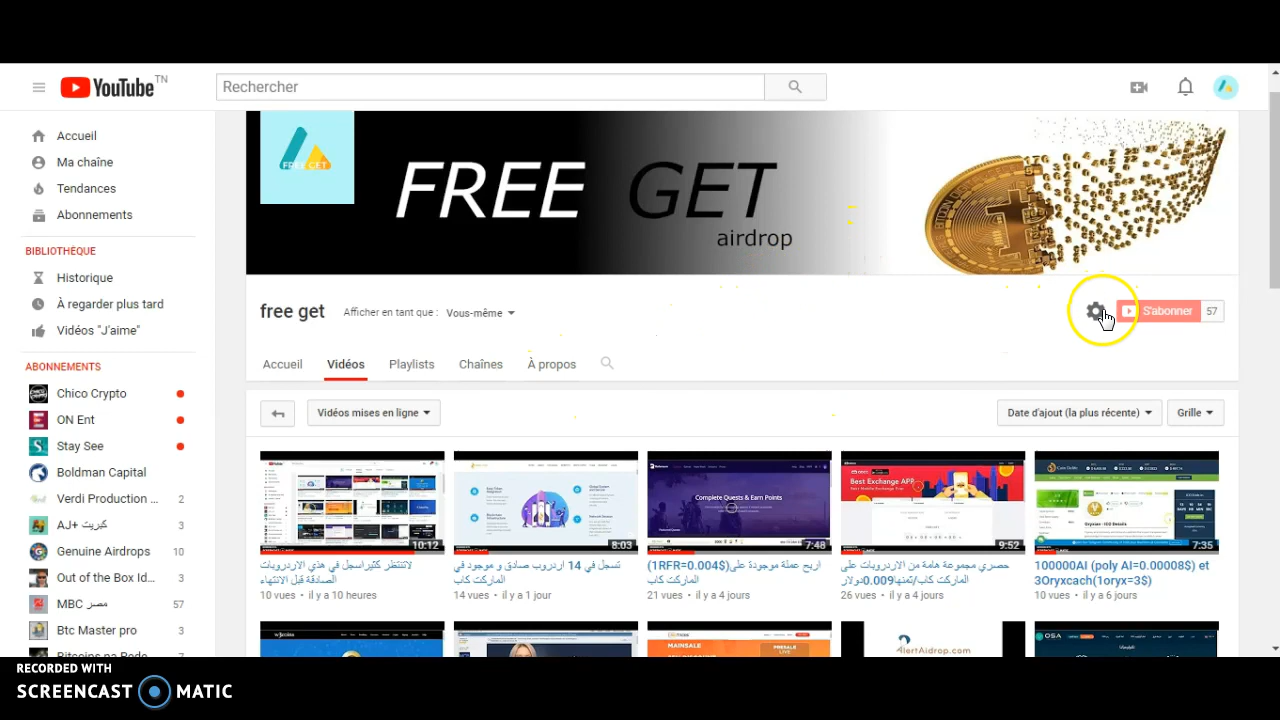 YouTube TN
Rechercher
Accueil
Ma chaîne
Tendances
Abonnements
BIBLIOTHÈQUE
Historique
À regarder plus tard
Vidéos "J'aime"
ABONNEMENTS
Chico Crypto
ON Ent
Stay See
Boldman Capital
Verdi Production ... 2
كبريت +AJ 3
Genuine Airdrops 10
Out of the Box Id... 3
MBC مصر 57
Btc Master pro 3
FREE GET
FREE GET
airdrop
free get
Afficher en tant que : Vous-même
S'abonner 57
Accueil Vidéos Playlists Chaînes À propos
Vidéos mises en ligne
Date d'ajout (la plus récente) Grille
10:12
لاتنتظر كثيراسجل في هذي الاردروبات
الصادقة قبل الانتهاء
10 vues • il y a 10 heures
8:03
تسجل في 14 اردروب صادق و موجود في
الماركت كاب
14 vues • il y a 1 jour
Complete Quests & Earn Points
7:48
اربح عملة موجودة على(1RFR=0.004$)
الماركت كاب
21 vues • il y a 4 jours
Best Exchange APP
9:52
حصري مجموعة هامة من الاردروبات على
الماركت كاب/ثمنها0.009دولار
26 vues • il y a 4 jours
7:35
100000AI (poly AI=0.00008$) et
3Oryxcach(1oryx=3$)
10 vues • il y a 6 jours
MAINSALE
PRESALE
LIVE
AlertAidrop.com
OSA
RECORDED WITH
SCREENCAST MATIC